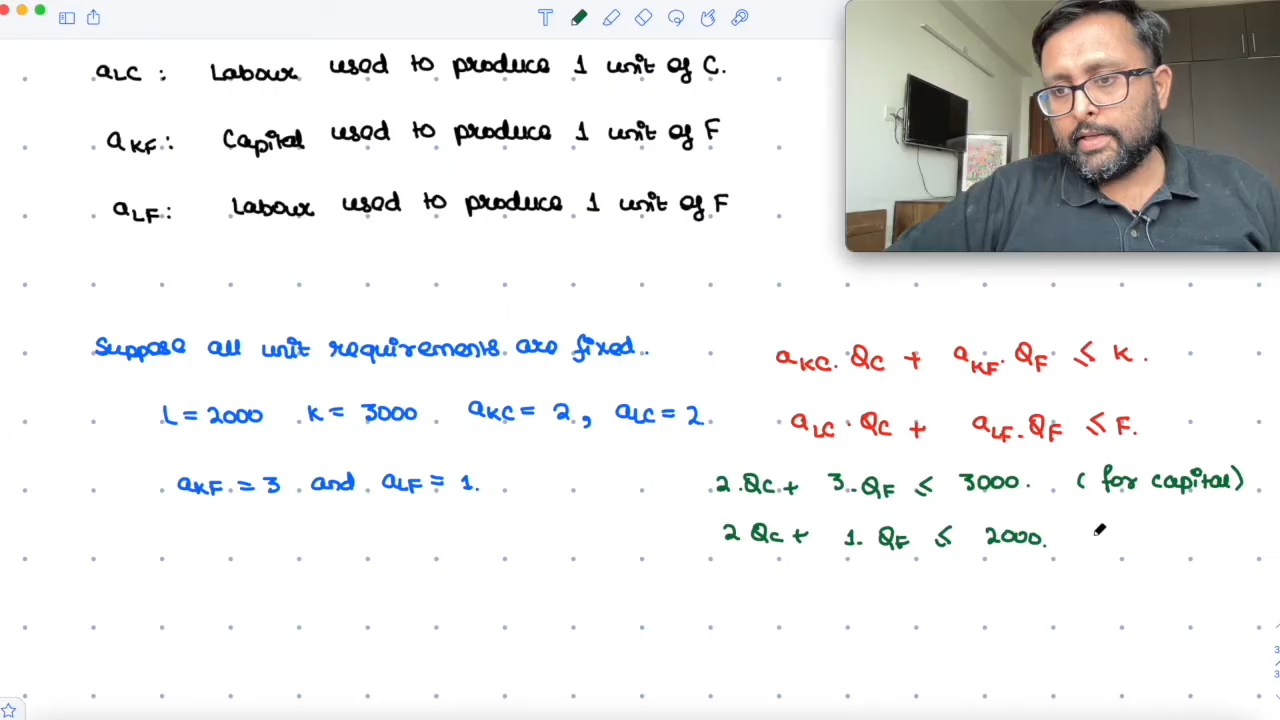 aLC : Labour used to produce 1 unit of C.
aKF : Capital used to produce 1 unit of F
aLF : Labour used to produce 1 unit of F
Suppose all unit requirements are fixed.
L = 2000 K = 3000 aKC = 2, aLC = 2.
aKF = 3 and aLF = 1.
aKC. QC + aKF. QF ≤ K.
aLC . QC + aLF. QF ≤ F.
2. QC + 3. QF ≤ 3000. (for capital)
2 QC + 1. QF ≤ 2000.